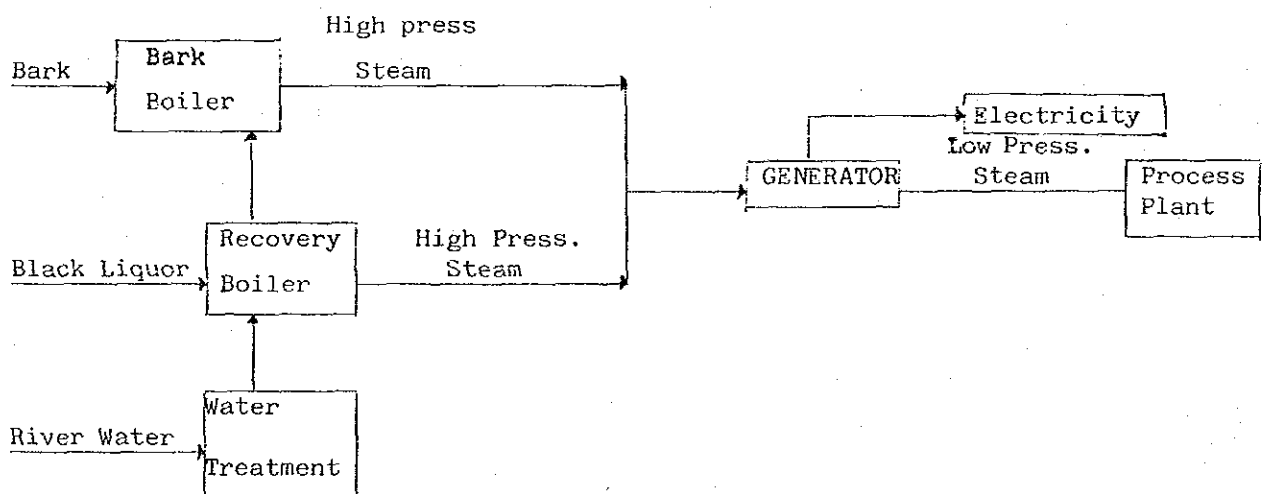 High press
Steam
Bark
Bark
Boiler
Electricity
Low Press.
Steam
GENERATOR
Process
Plant
Recovery
Boiler
High Press.
Steam
Black Liquor
Water
Treatment
River Water